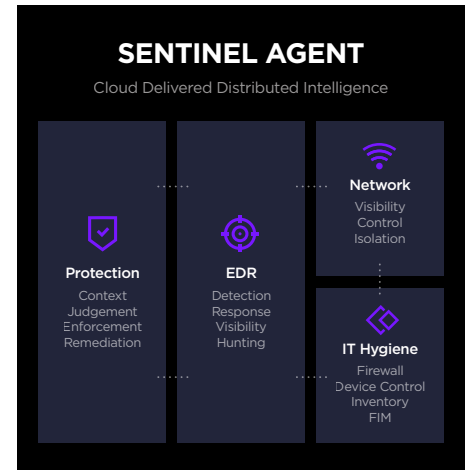 SENTINEL AGENT
Cloud Delivered Distributed Intelligence
Protection
Context
Judgement
Enforcement
Remediation
EDR
Detection
Response
Visibility
Hunting
Network
Visibility
Control
Isolation
IT Hygiene
Firewall
Device Control
Inventory
FIM